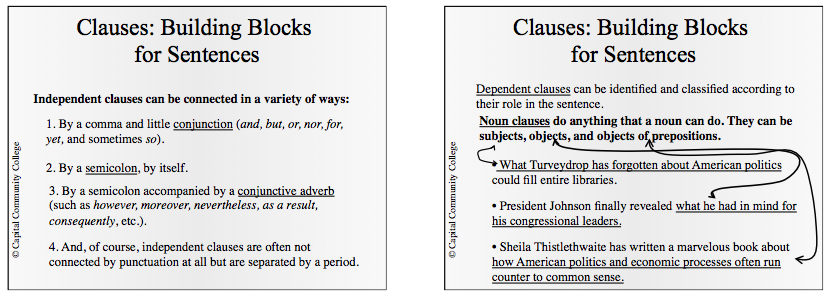 Clauses: Building Blocks
for Sentences
Independent clauses can be connected in a variety of ways:
1. By a comma and little conjunction (and, but, or, nor, for,
yet, and sometimes so).
2. By a semicolon, by itself.
3. By a semicolon accompanied by a conjunctive adverb
(such as however, moreover, nevertheless, as a result,
consequently, etc.).
4. And, of course, independent clauses are often not
connected by punctuation at all but are separated by a period.
© Capital Community College
Clauses: Building Blocks
for Sentences
Dependent clauses can be identified and classified according to
their role in the sentence.
Noun clauses do anything that a noun can do. They can be
subjects, objects, and objects of prepositions.
• What Turveydrop has forgotten about American politics
could fill entire libraries.
• President Johnson finally revealed what he had in mind for
his congressional leaders.
• Sheila Thistlethwaite has written a marvelous book about
how American politics and economic processes often run
counter to common sense.
© Capital Community College